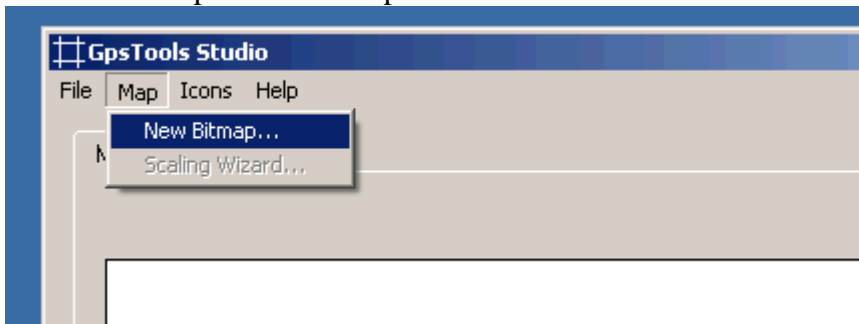 GpsTools Studio
File Map Icons Help
New Bitmap...
Scaling Wizard...